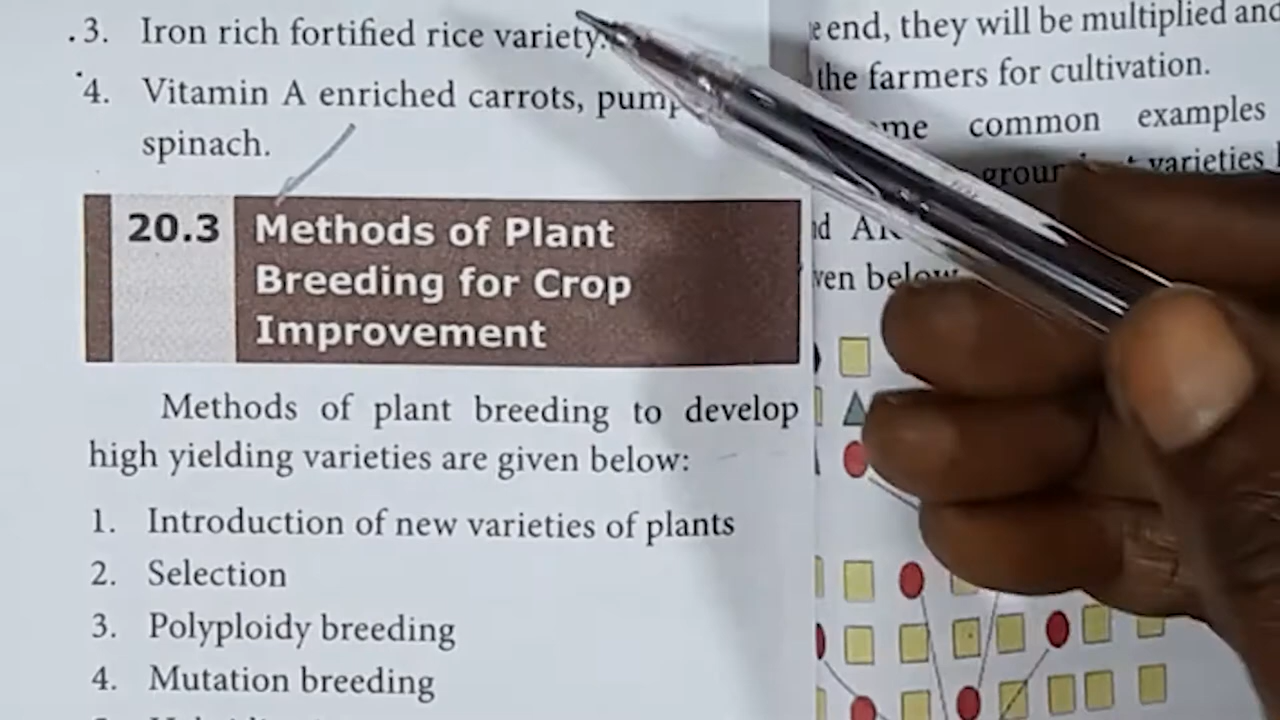 3. Iron rich fortified rice variety.
4. Vitamin A enriched carrots,
spinach.
20.3 Methods of Plant
Breeding for Crop
Improvement
Methods of plant breeding to develop
high yielding varieties are given below:
1. Introduction of new varieties of plants
2. Selection
3. Polyploidy breeding
4. Mutation breeding
end, they will be multiplied and
the farmers for cultivation.
common examples
varieties
below